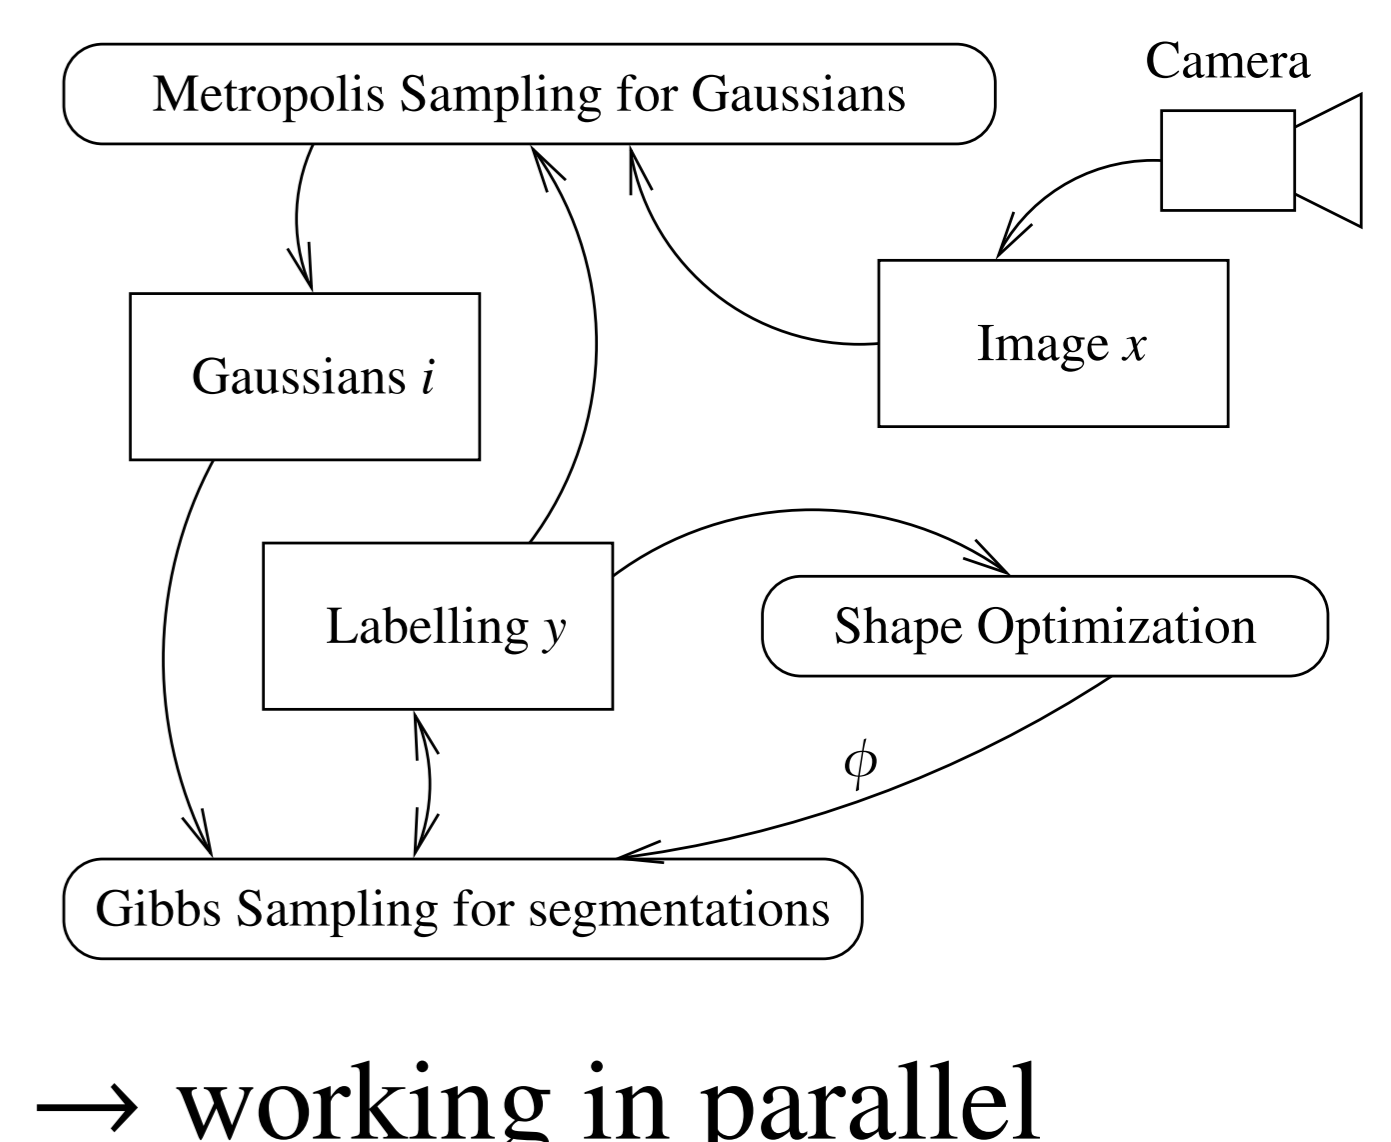 Metropolis Sampling for Gaussians
Camera
Gaussians i
Image x
Labelling y
Shape Optimization
ϕ
Gibbs Sampling for segmentations
→ working in parallel